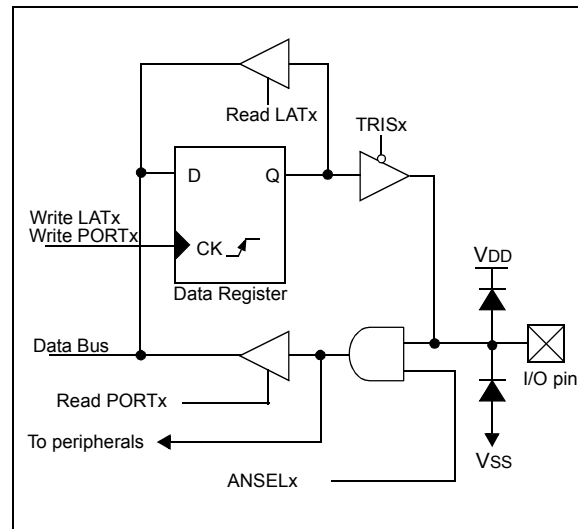 Read LATx
TRISx
D Q
Write LATx
Write PORTx
CK
Data Register
VDD
Data Bus
I/O pin
Read PORTx
To peripherals
VSS
ANSELx